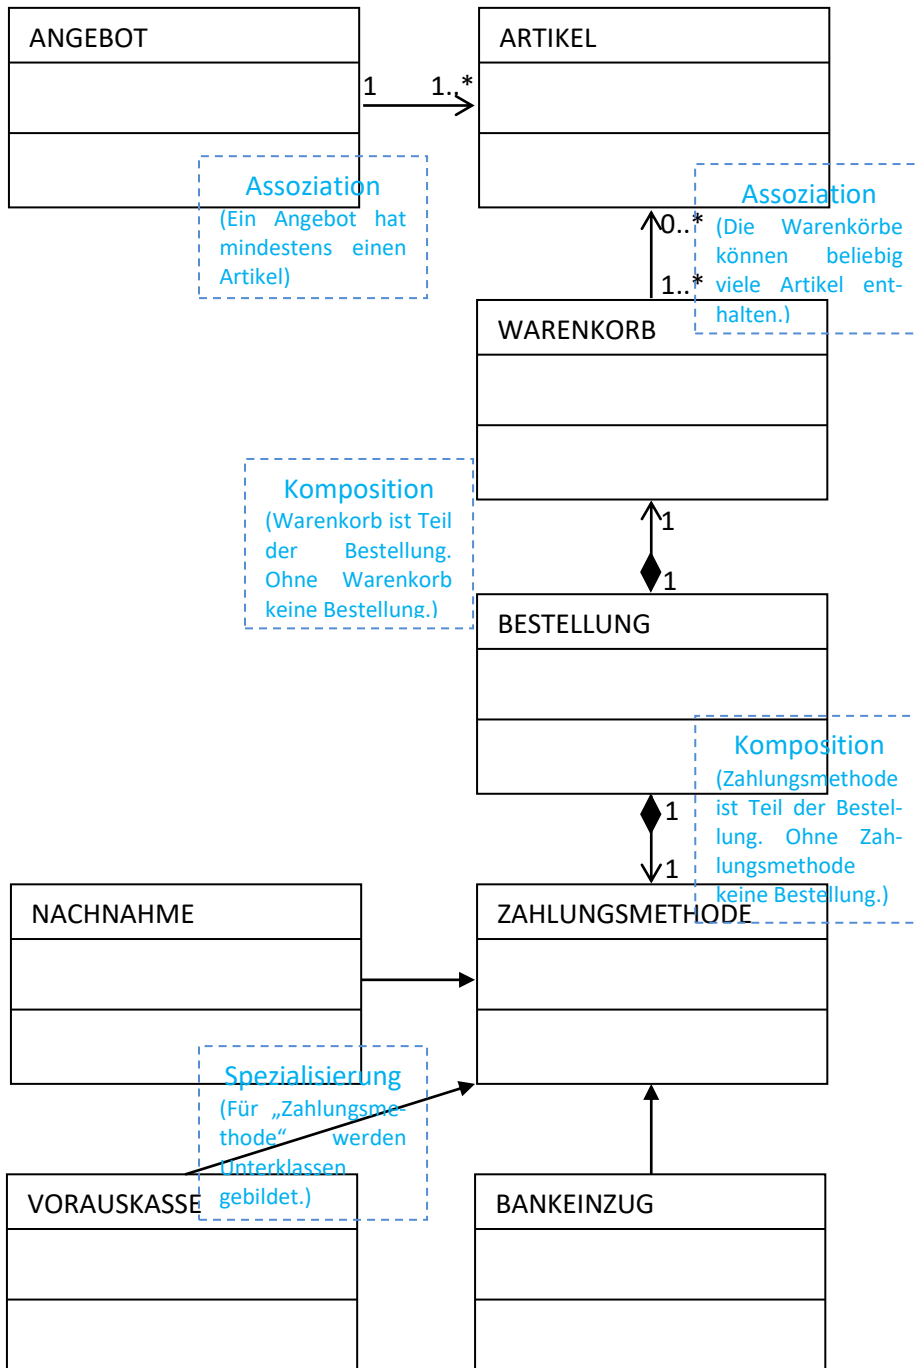 ANGEBOT
ARTIKEL
1
1..*
Assoziation
(Ein Angebot hat
mindestens einen
Artikel)
Assoziation
(Die Warenkörbe
können beliebig
viele Artikel ent-
halten.)
0..*
1..*
WARENKORB
Komposition
(Warenkorb ist Teil
der Bestellung.
Ohne Warenkorb
keine Bestellung.)
1
1
BESTELLUNG
Komposition
(Zahlungsmethode
ist Teil der Bestel-
lung. Ohne Zah-
lungsmethode
keine Bestellung.)
1
1
NACHNAHME
ZAHLUNGSMETHODE
Spezialisierung
(Für „Zahlungsme-
thode“ werden
Unterklassen
gebildet.)
VORAUSKASSE
BANKEINZUG